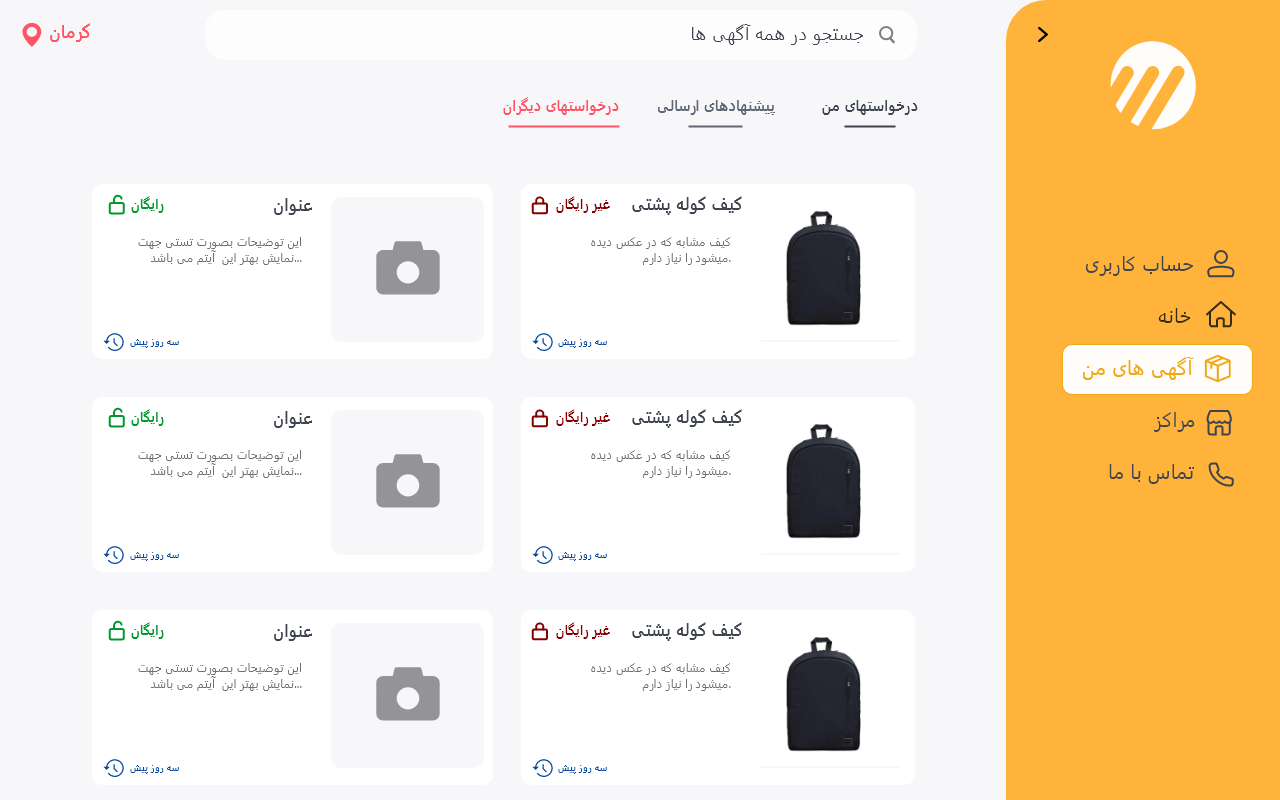 جستجو در همه آگهی ها
کرمان
درخواستهای من
پیشنهادهای ارسالی
درخواستهای دیگران
حساب کاربری
خانه
آگهی های من
مراکز
تماس با ما
کیف کوله پشتی
غیر رایگان
کیف مشابه که در عکس دیده
میشود را نیاز دارم.
سه روز پیش
عنوان
رایگان
این توضیحات بصورت تستی جهت
نمایش بهتر این آیتم می باشد...
سه روز پیش
کیف کوله پشتی
غیر رایگان
کیف مشابه که در عکس دیده
میشود را نیاز دارم.
سه روز پیش
عنوان
رایگان
این توضیحات بصورت تستی جهت
نمایش بهتر این آیتم می باشد...
سه روز پیش
کیف کوله پشتی
غیر رایگان
کیف مشابه که در عکس دیده
میشود را نیاز دارم.
سه روز پیش
عنوان
رایگان
این توضیحات بصورت تستی جهت
نمایش بهتر این آیتم می باشد...
سه روز پیش